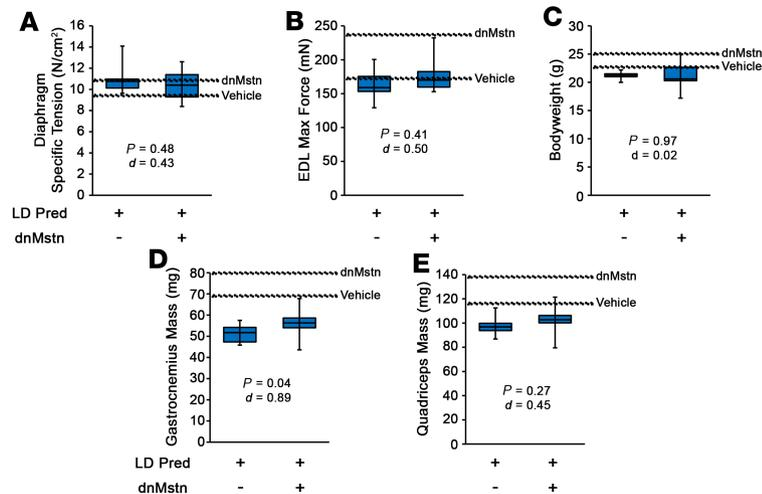 A
Diaphragm
Specific Tension (N/cm²)
16
14
12
10
8
6
4
2
0
dnMstn
Vehicle
P = 0.48
d = 0.43
B
EDL Max Force (mN)
250
200
150
100
50
0
dnMstn
Vehicle
P = 0.41
d = 0.50
C
Bodyweight (g)
30
25
20
15
10
5
0
dnMstn
Vehicle
P = 0.97
d = 0.02
LD Pred + + + + + +
dnMstn - + - + - +
D
Gastrocnemius Mass (mg)
80
70
60
50
40
30
20
10
0
dnMstn
Vehicle
P = 0.04
d = 0.89
E
Quadriceps Mass (mg)
140
120
100
80
60
40
20
0
dnMstn
Vehicle
P = 0.27
d = 0.45
LD Pred + + + +
dnMstn - + - +